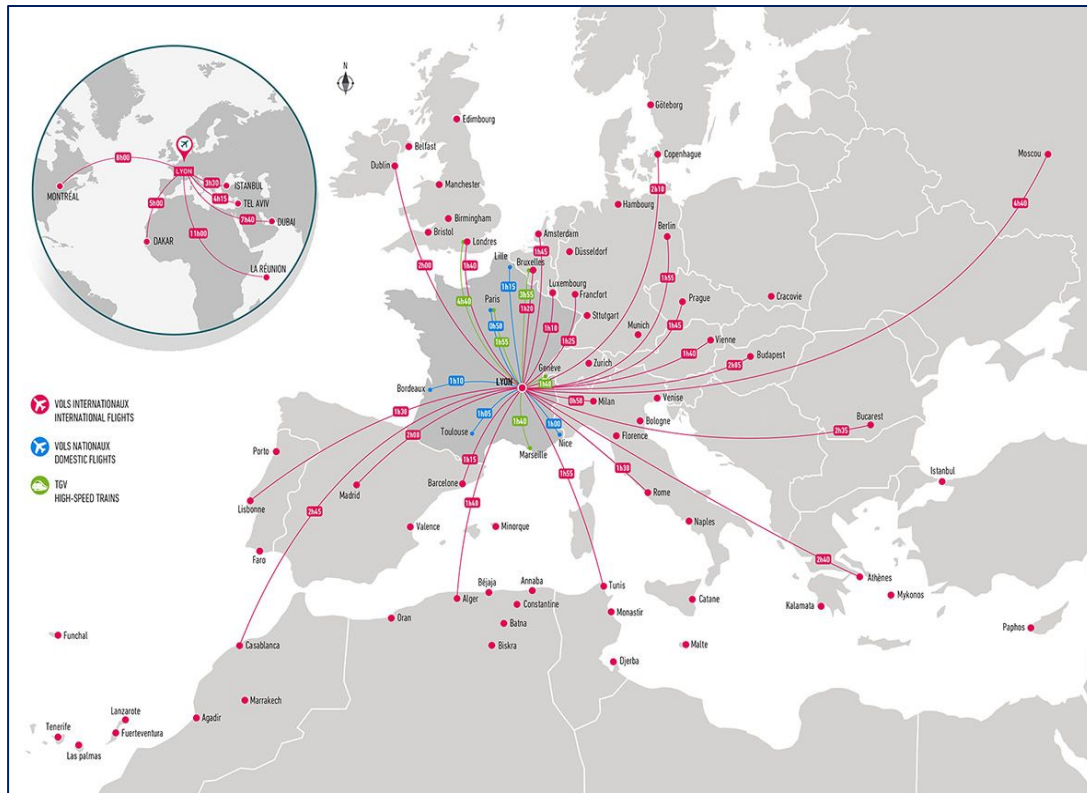 N
8h00
LYON
3h30
ISTANBUL
MONTRÉAL
5h00
4h15
TEL AVIV
7h40
DUBAI
DAKAR
11h00
LA RÉUNION
VOLS INTERNATIONAUX
INTERNATIONAL FLIGHTS
VOLS NATIONAUX
DOMESTIC FLIGHTS
TGV
HIGH-SPEED TRAINS
Göteborg
Edimbourg
Belfast
Copenhague
Moscou
Dublin
Manchester
2h10
4h40
Hambourg
Birmingham
Bristol
Londres
Amsterdam
Berlin
1h45
Düsseldorf
Lille
Bruxelles
2h00
1h40
1h15
3h55
Luxembourg
Francfort
1h55
4h40
Paris
0h50
1h20
Prague
Cracovie
Sttutgart
1h45
1h10
1h55
1h25
Munich
Vienne
1h40
Budapest
2h05
Zurich
Genève
1h40
LYON
Bordeaux
1h10
0h50
Milan
Venise
1h30
1h05
1h40
1h00
Bologne
Bucarest
2h35
Toulouse
Nice
Florence
2h00
Marseille
Porto
1h15
1h55
1h30
Istanbul
Barcelone
Madrid
Rome
Lisbonne
1h40
2h45
Valence
Minorque
Naples
Faro
2h40
Athènes
Béjaja
Annaba
Tunis
Alger
Catane
Mykonos
Constantine
Kalamata
Oran
Monastir
Batna
Paphos
Funchal
Casablanca
Biskra
Malte
Djerba
Marrakech
Lanzarote
Agadir
Tenerife
Fuerteventura
Las palmas